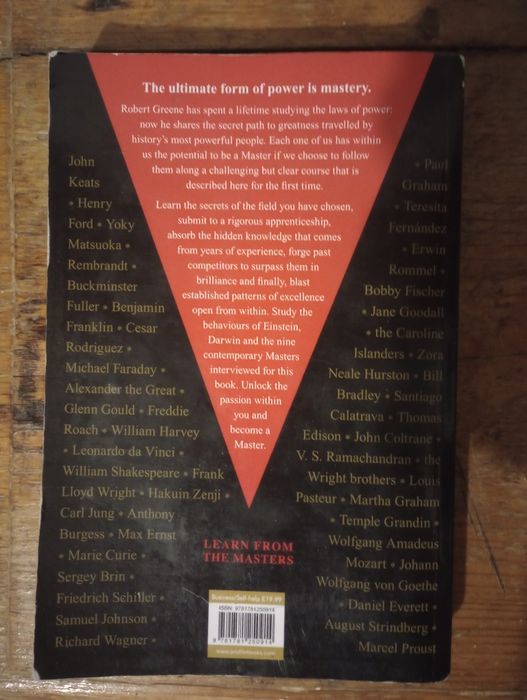 The ultimate form of power is mastery.
Robert Greene has spent a lifetime studying the laws of power:
now he shares the secret path to greatness travelled by
history's most powerful people. Each one of us has within
us the potential to be a Master if we choose to follow
them along a challenging but clear course that is
described here for the first time.
Learn the secrets of the field you have chosen,
submit to a rigorous apprenticeship,
absorb the hidden knowledge that comes
from years of experience, forge past
competitors to surpass them in
brilliance and finally, blast
established patterns of excellence
open from within. Study the
behaviours of Einstein,
Darwin and the nine
contemporary Masters
interviewed for this
book. Unlock the
passion within
you and
become a
Master.
John
Keats
• Henry
Ford • Yoky
Matsuoka •
Rembrandt •
Buckminster
Fuller • Benjamin
Franklin • Cesar
Rodriguez •
Michael Faraday •
Alexander the Great •
Glenn Gould • Freddie
Roach • William Harvey
• Leonardo da Vinci •
William Shakespeare • Frank
Lloyd Wright • Hakuin Zenji •
Carl Jung • Anthony
Burgess • Max Ernst
• Marie Curie •
Sergey Brin •
Friedrich Schiller •
Samuel Johnson •
Richard Wagner •
• Paul
Graham
• Teresita
Fernández
• Erwin
Rommel •
Bobby Fischer
• Jane Goodall
• the Caroline
Islanders • Zora
Neale Hurston • Bill
Bradley • Santiago
Calatrava • Thomas
Edison • John Coltrane •
V. S. Ramachandran • the
Wright brothers • Louis
Pasteur • Martha Graham
• Temple Grandin •
Wolfgang Amadeus
Mozart • Johann
Wolfgang von Goethe
• Daniel Everett •
August Strindberg •
Marcel Proust
LEARN FROM
THE MASTERS
Business/Self-help £19.99
ISBN: 9781781250914
9 781781 250914
www.profilebooks.com